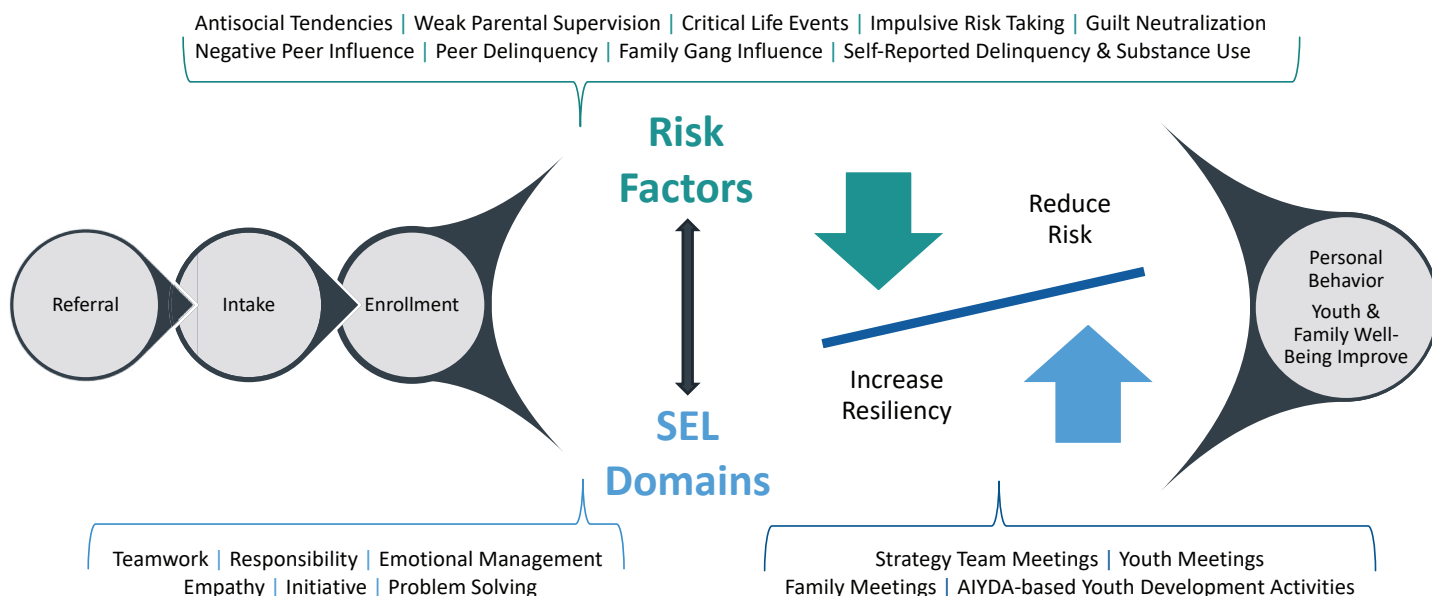 Antisocial Tendencies | Weak Parental Supervision | Critical Life Events | Impulsive Risk Taking | Guilt Neutralization
Negative Peer Influence | Peer Delinquency | Family Gang Influence | Self-Reported Delinquency & Substance Use
Risk
Factors
Referral
Intake
Enrollment
Reduce
Risk
Increase
Resiliency
Personal
Behavior
Youth &
Family Well-
Being Improve
SEL
Domains
Teamwork | Responsibility | Emotional Management
Empathy | Initiative | Problem Solving
Strategy Team Meetings | Youth Meetings
Family Meetings | AIYDA-based Youth Development Activities